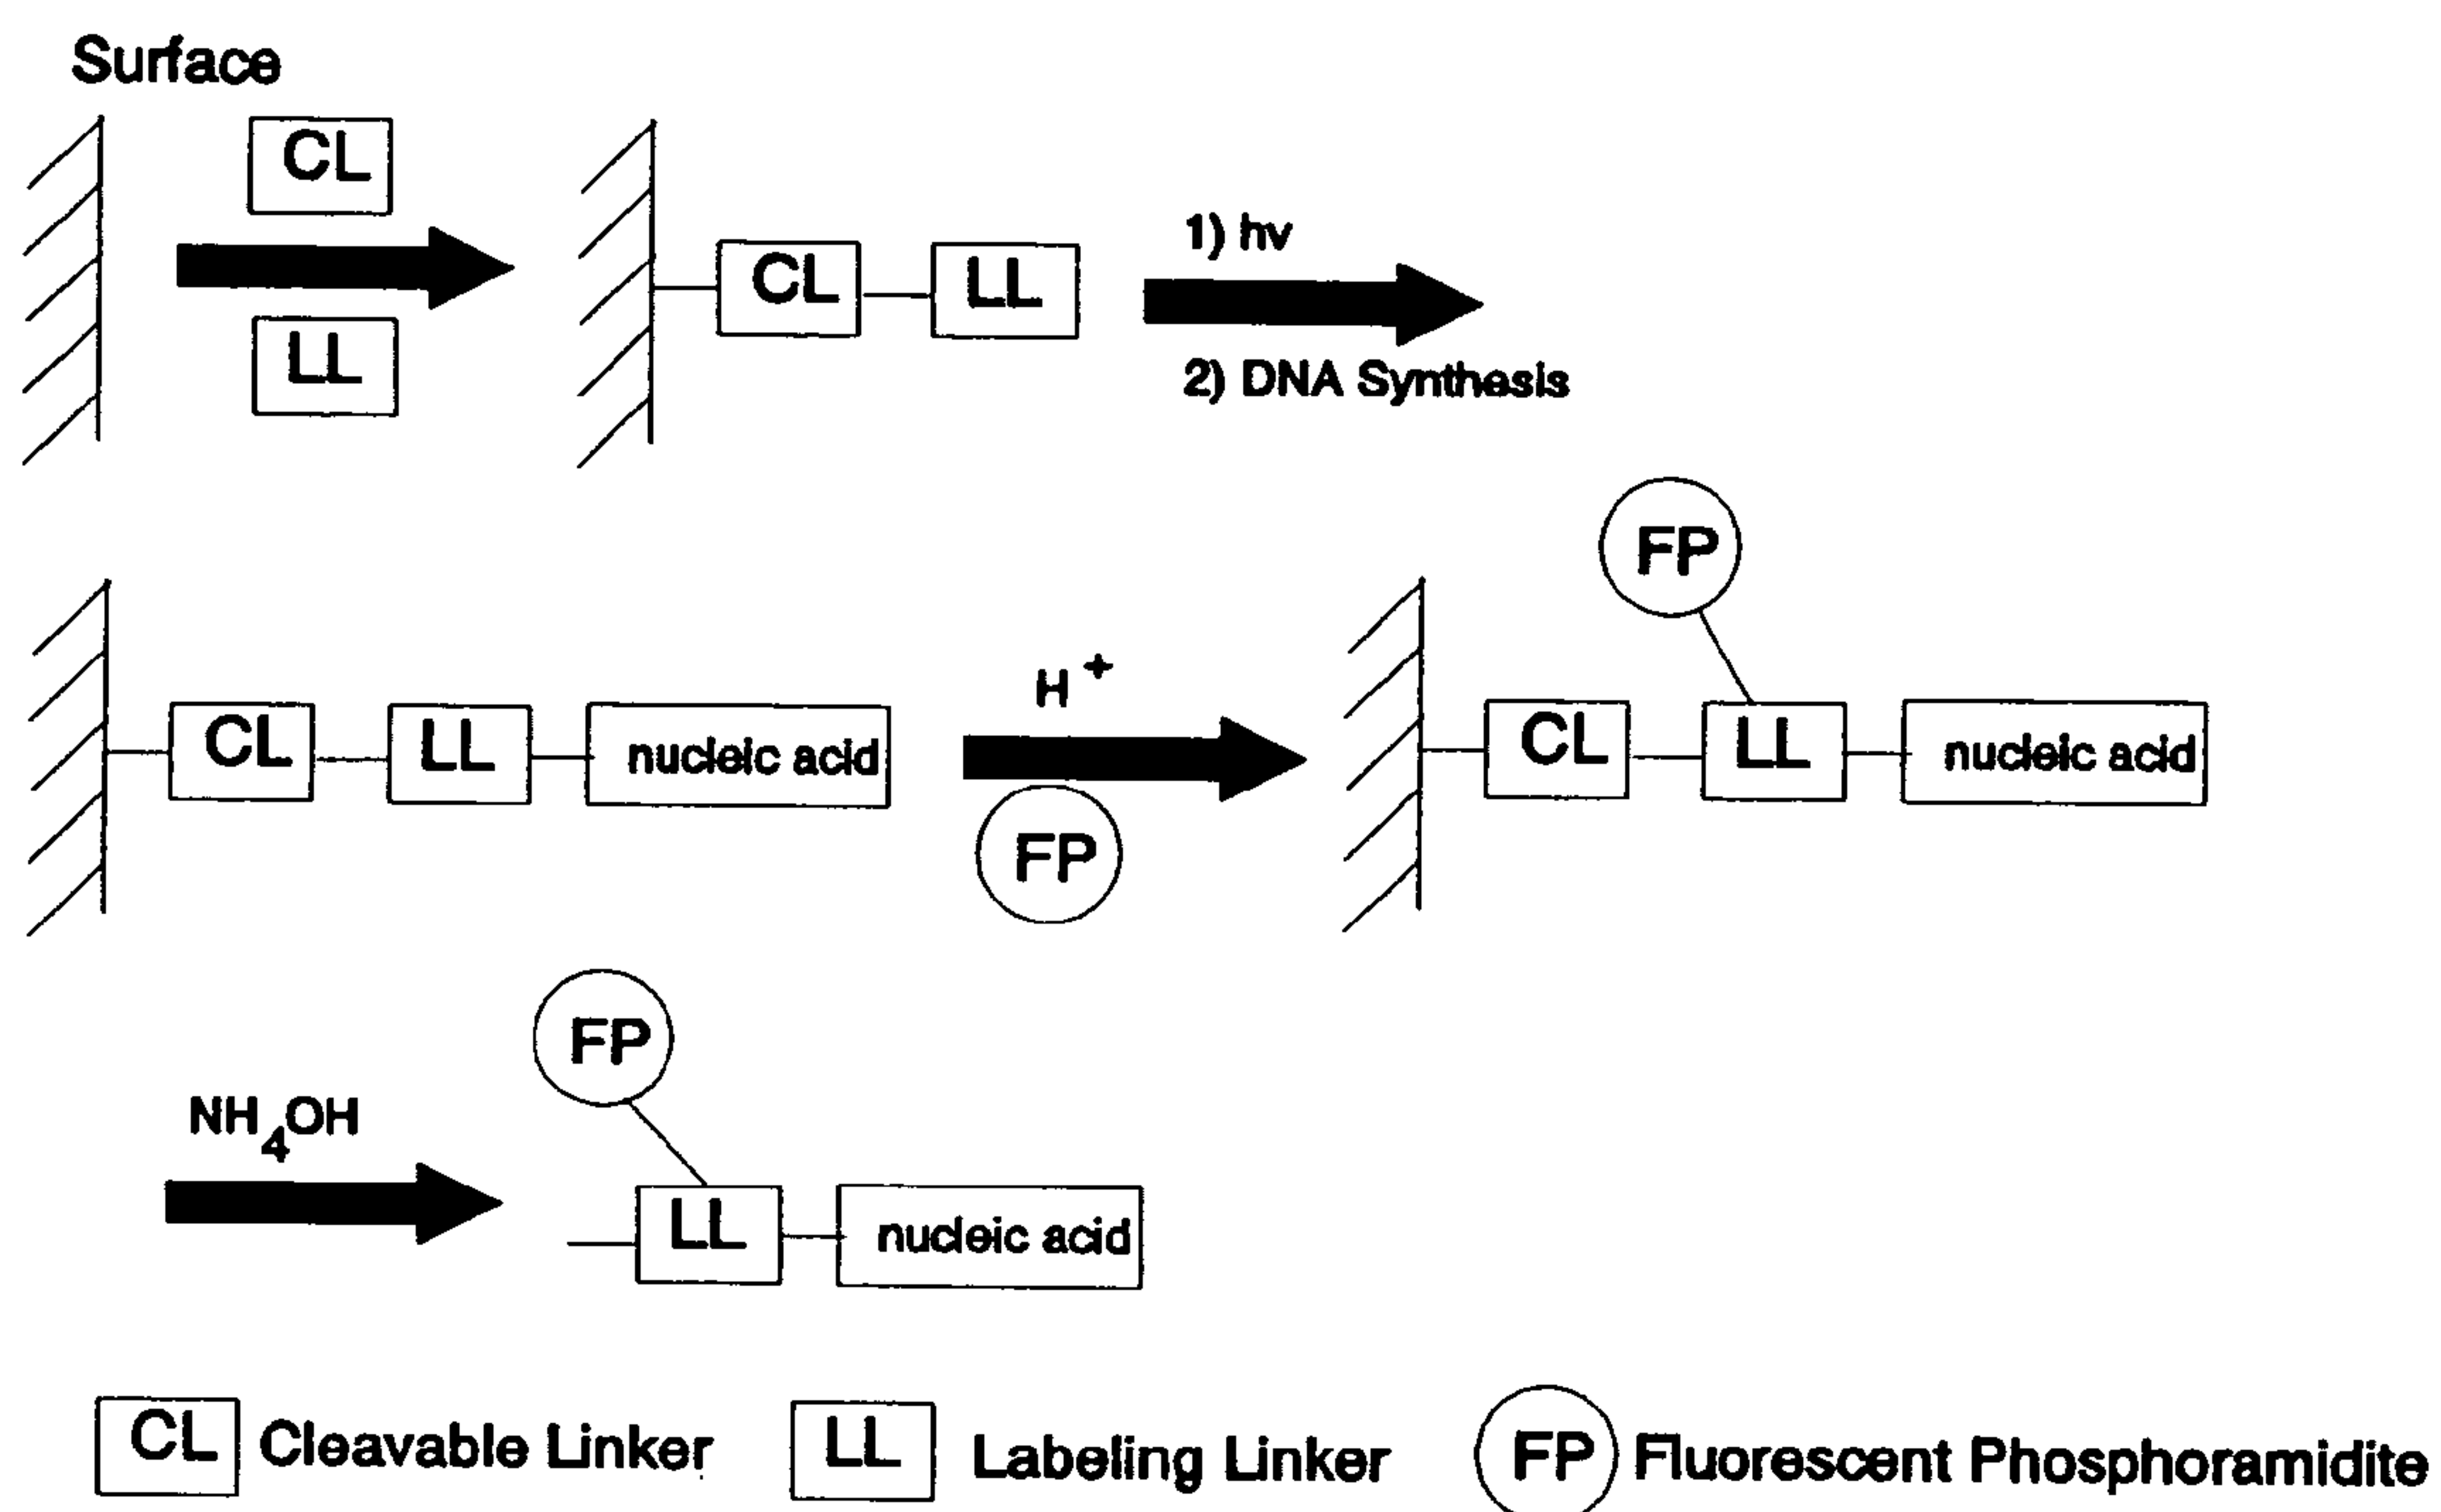 Surface
CL
LL
CL
LL
1) hv
2) DNA Synthesis
CL
LL
nucleic acid
H+
FP
FP
CL
LL
nucleic acid
NH4OH
FP
LL
nucleic acid
CL Cleavable Linker
LL Labeling Linker
FP Fluorescent Phosphoramidite